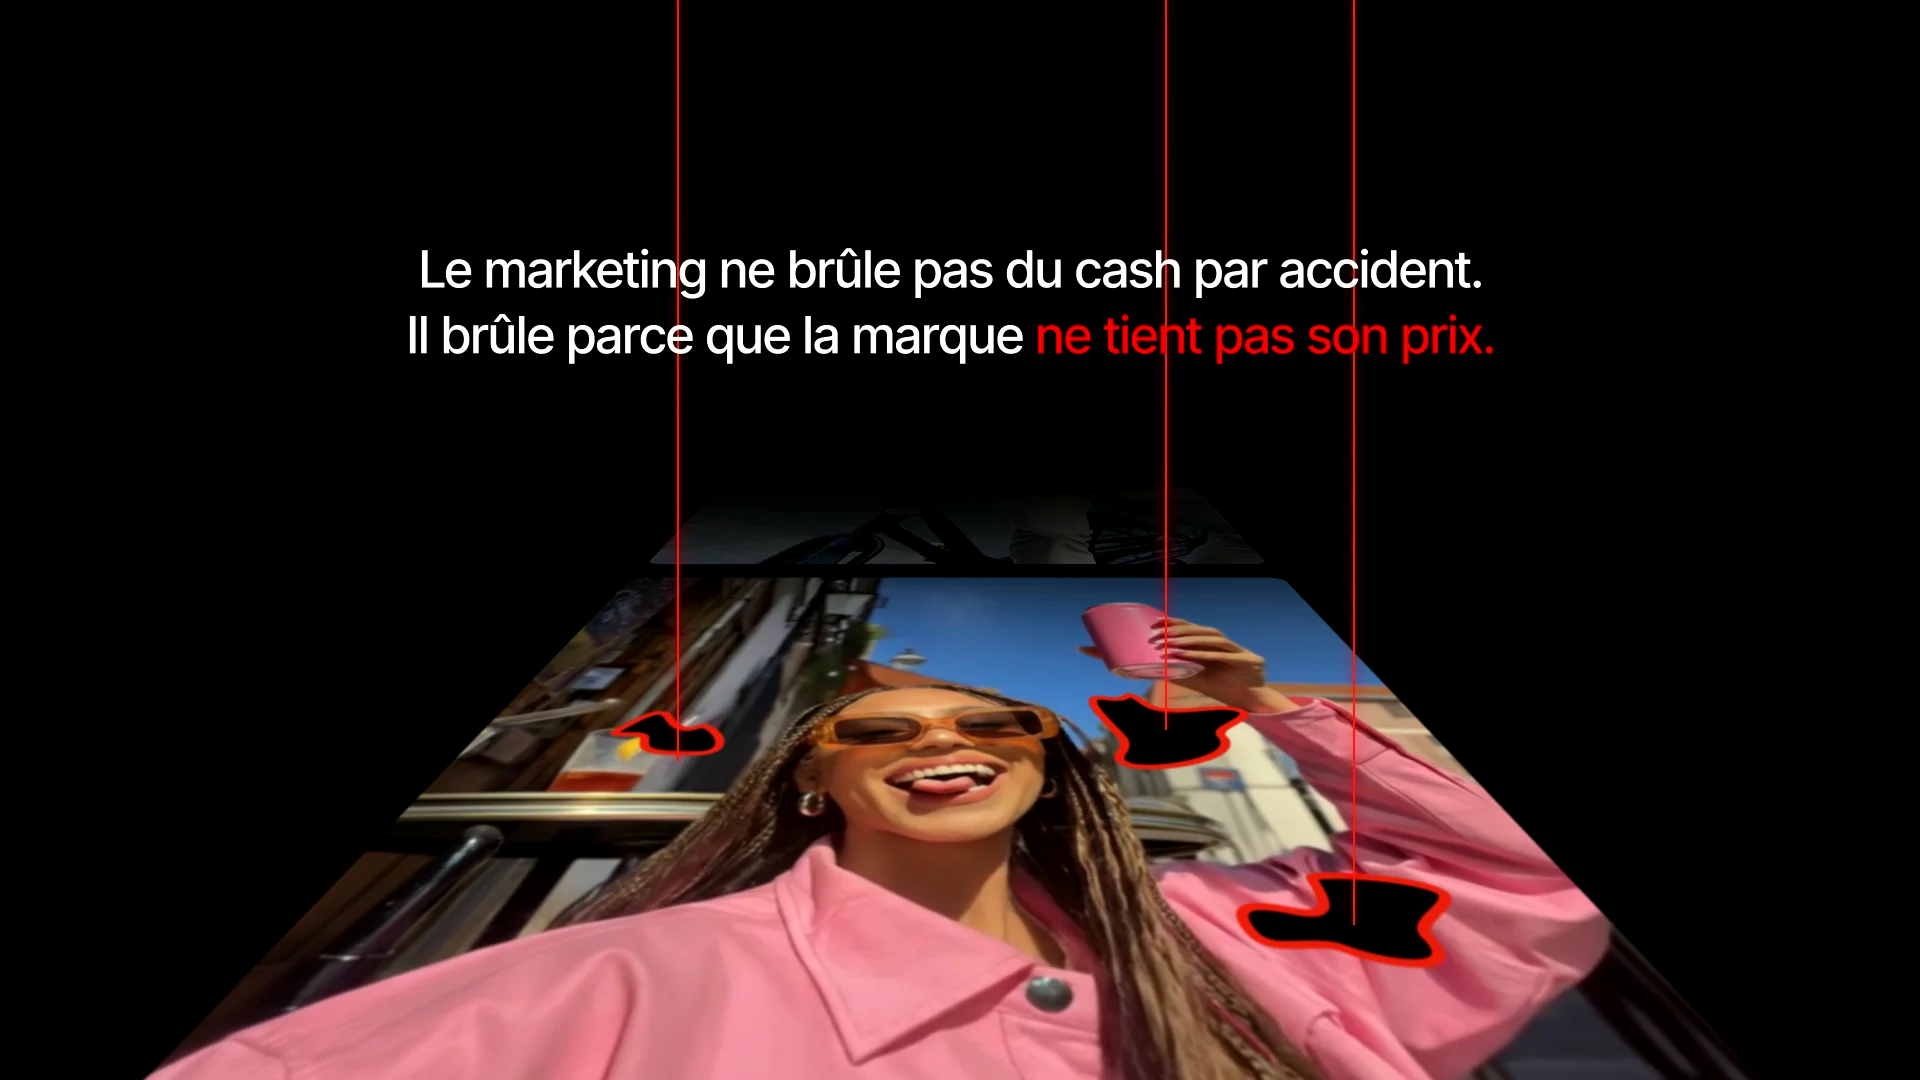 Le marketing ne brûle pas du cash par accident.
Il brûle parce que la marque ne tient pas son prix.